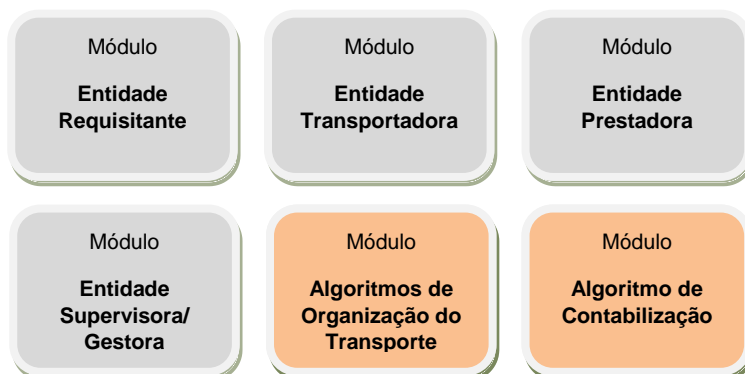 Módulo
Entidade
Requisitante
Módulo
Entidade
Transportadora
Módulo
Entidade
Prestadora
Módulo
Entidade
Supervisora/
Gestora
Módulo
Algoritmos de
Organização do
Transporte
Módulo
Algoritmo de
Contabilização